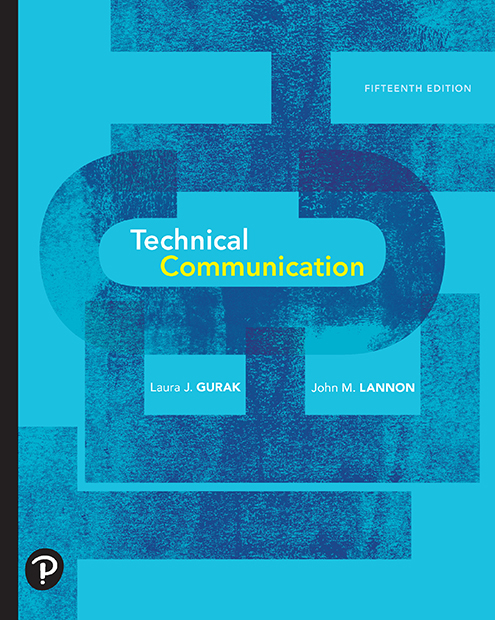 FIFTEENTH EDITION
Technical
Communication
Laura J. GURAK
John M. LANNON
P